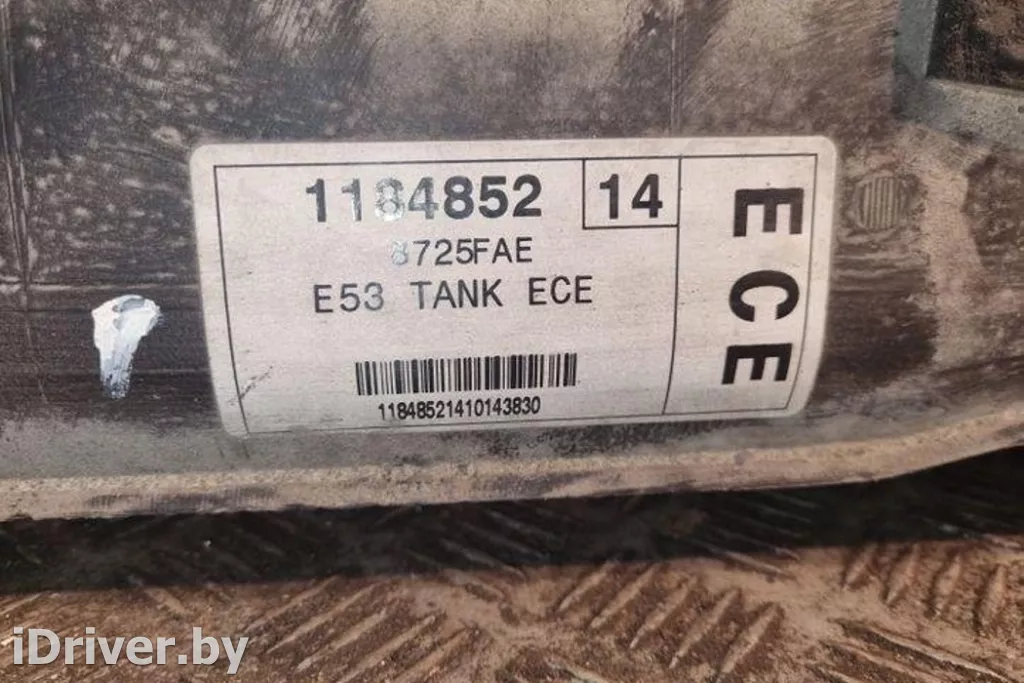 1184852 14
8725FAE
E53 TANK ECE
11848521410143830
ECE
iDriver.by